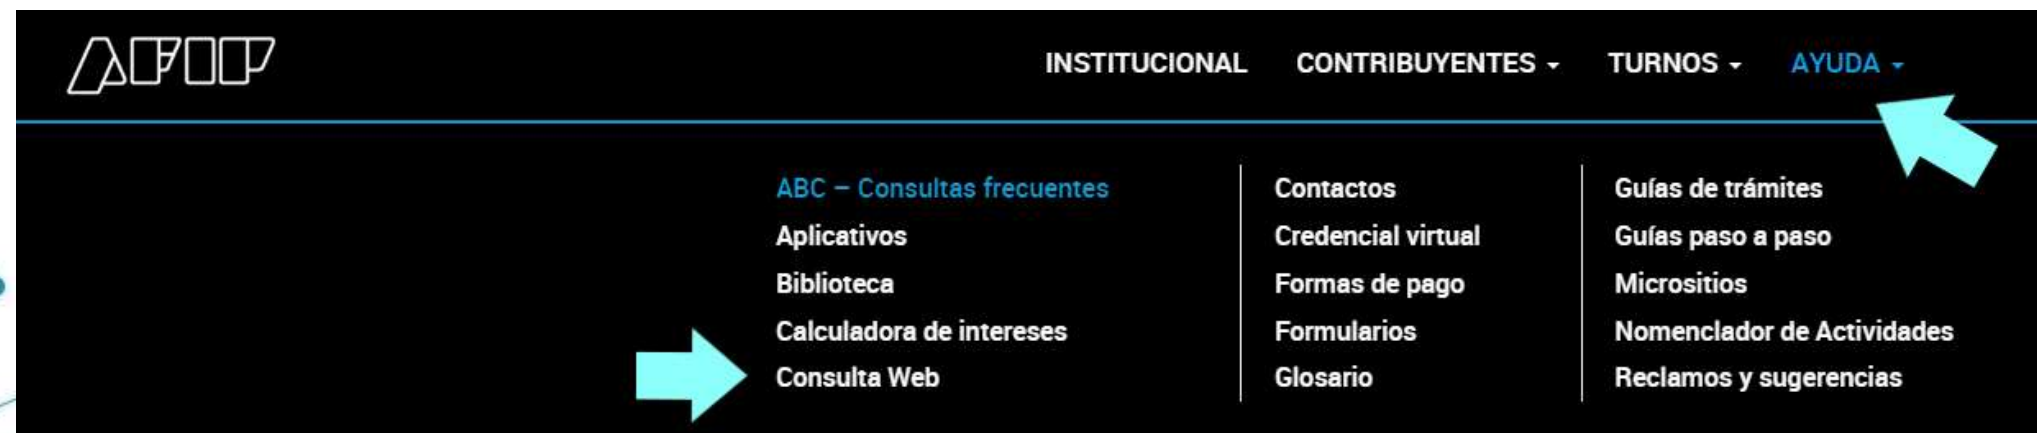 AFIP
INSTITUCIONAL CONTRIBUYENTES TURNOS AYUDA
ABC – Consultas frecuentes
Aplicativos
Biblioteca
Calculadora de intereses
Consulta Web
Contactos
Credencial virtual
Formas de pago
Formularios
Glosario
Guías de trámites
Guías paso a paso
Micrositios
Nomenclador de Actividades
Reclamos y sugerencias